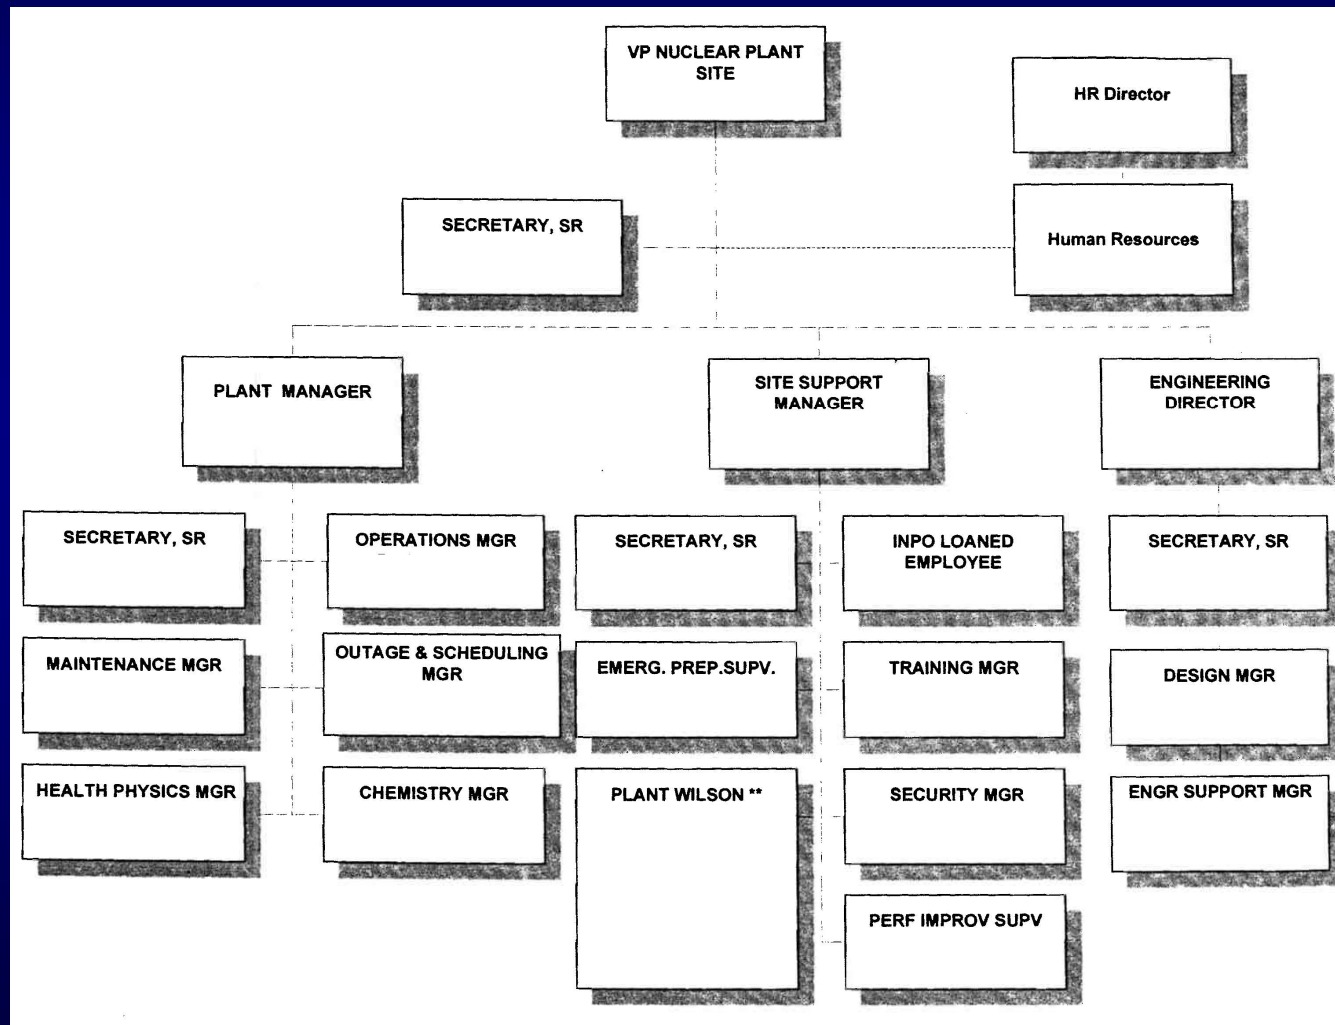 VP NUCLEAR PLANT
SITE
HR Director
SECRETARY, SR
Human Resources
PLANT MANAGER
SITE SUPPORT
MANAGER
ENGINEERING
DIRECTOR
SECRETARY, SR
OPERATIONS MGR
SECRETARY, SR
INPO LOANED
EMPLOYEE
SECRETARY, SR
MAINTENANCE MGR
OUTAGE & SCHEDULING
MGR
EMERG. PREP.SUPV.
TRAINING MGR
DESIGN MGR
HEALTH PHYSICS MGR
CHEMISTRY MGR
PLANT WILSON **
SECURITY MGR
ENGR SUPPORT MGR
PERF IMPROV SUPV